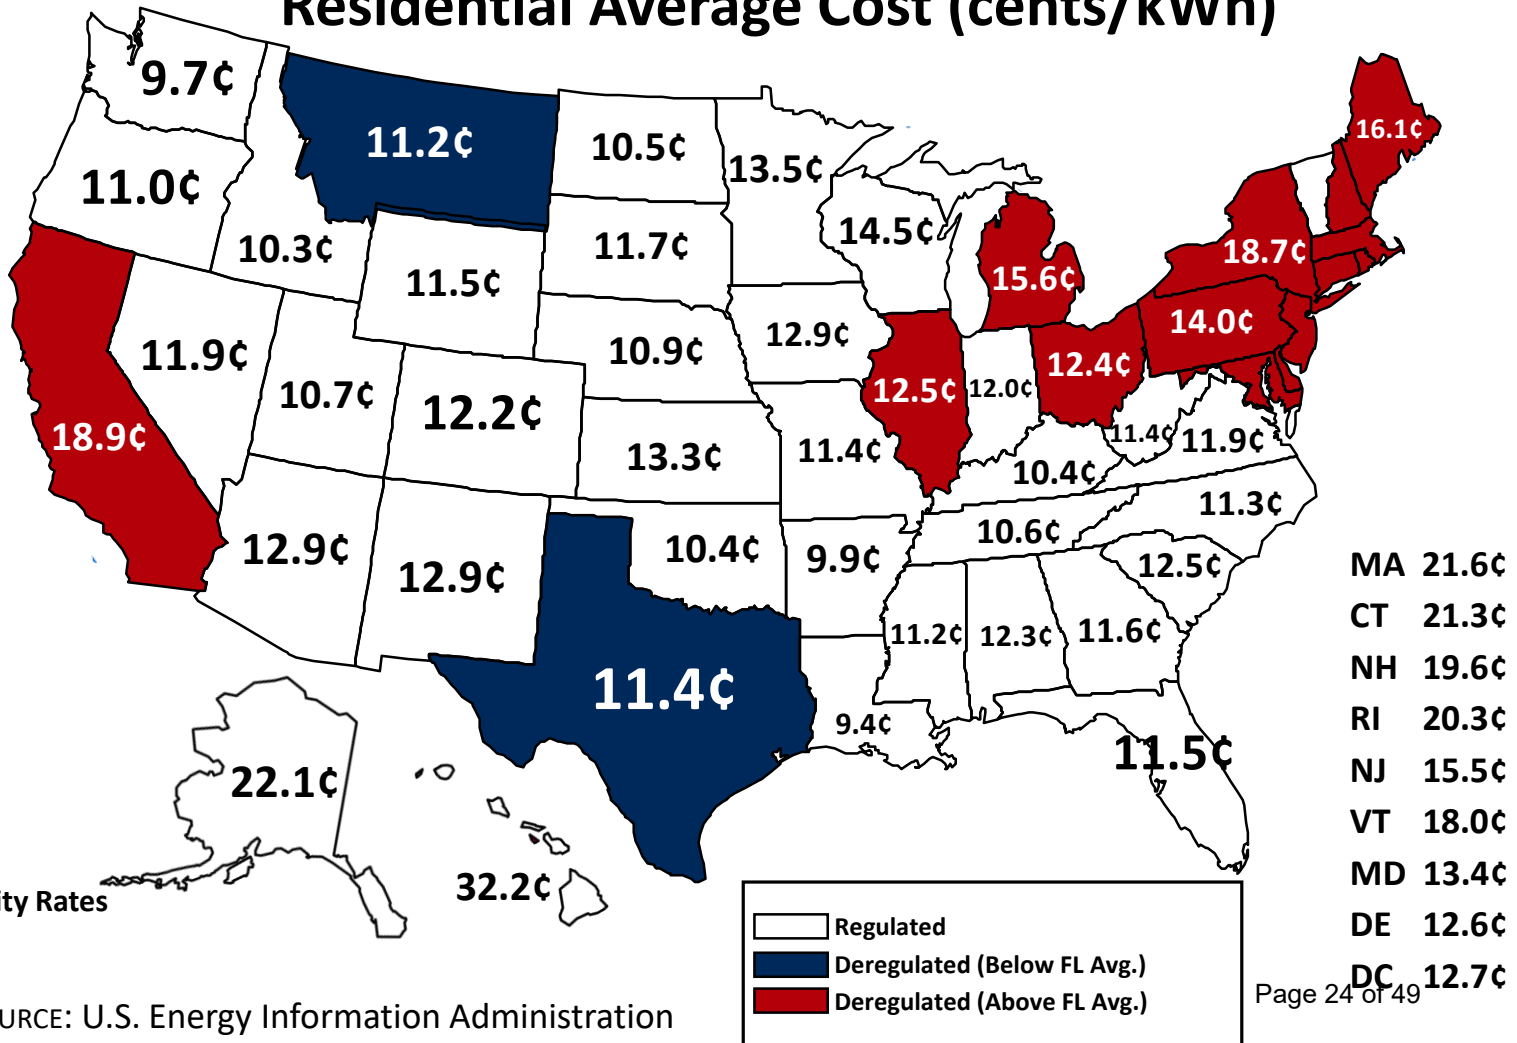 Residential Average Cost (cents/kWh)
9.7¢
11.2¢
10.5¢
13.5¢
16.1¢
11.0¢
10.3¢
11.5¢
11.7¢
14.5¢
15.6¢
18.7¢
14.0¢
11.9¢
10.7¢
12.2¢
10.9¢
12.9¢
12.5¢
12.0¢
12.4¢
18.9¢
13.3¢
11.4¢
10.4¢
11.4¢
11.9¢
12.9¢
12.9¢
10.4¢
9.9¢
10.6¢
11.3¢
12.5¢
11.4¢
9.4¢
11.2¢
12.3¢
11.6¢
11.5¢
22.1¢
32.2¢
MA 21.6¢
CT 21.3¢
NH 19.6¢
RI 20.3¢
NJ 15.5¢
VT 18.0¢
MD 13.4¢
DE 12.6¢
DC 12.7¢
ity Rates
Regulated
Deregulated (Below FL Avg.)
Deregulated (Above FL Avg.)
Page 24 of 49
URCE: U.S. Energy Information Administration